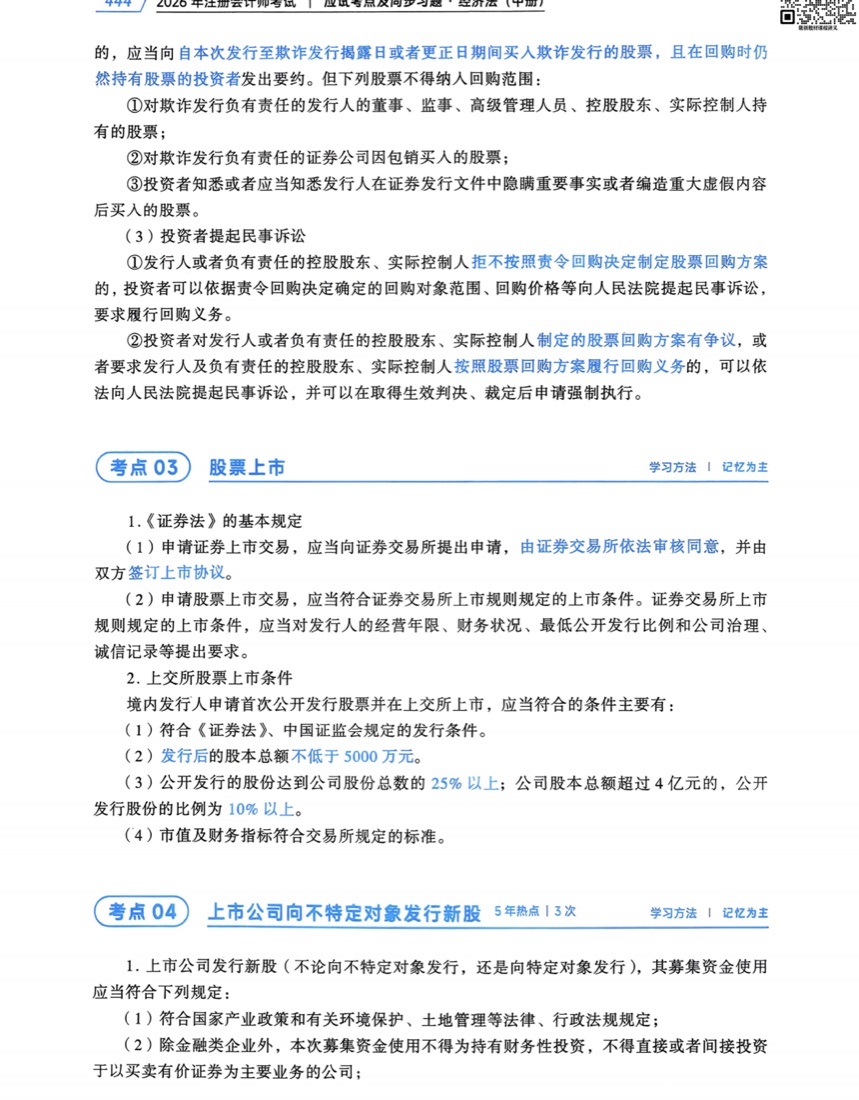 444 2026 年注册会计师考试 | 应试考点及同步习题·经济法（中册）
的，应当向自本次发行至欺诈发行揭露日或者更正日期间买入欺诈发行的股票，且在回购时仍
然持有股票的投资者发出要约。但下列股票不得纳入回购范围：
①对欺诈发行负有责任的发行人的董事、监事、高级管理人员、控股股东、实际控制人持
有的股票；
②对欺诈发行负有责任的证券公司因包销买入的股票；
③投资者知悉或者应当知悉发行人在证券发行文件中隐瞒重要事实或者编造重大虚假内容
后买入的股票。
（3）投资者提起民事诉讼
①发行人或者负有责任的控股股东、实际控制人拒不按照责令回购决定制定股票回购方案
的，投资者可以依据责令回购决定确定的回购对象范围、回购价格等向人民法院提起民事诉讼，
要求履行回购义务。
②投资者对发行人或者负有责任的控股股东、实际控制人制定的股票回购方案有争议，或
者要求发行人及负有责任的控股股东、实际控制人按照股票回购方案履行回购义务的，可以依
法向人民法院提起民事诉讼，并可以在取得生效判决、裁定后申请强制执行。
考点 03 股票上市 学习方法 | 记忆为主
1.《证券法》的基本规定
（1）申请证券上市交易，应当向证券交易所提出申请，由证券交易所依法审核同意，并由
双方签订上市协议。
（2）申请股票上市交易，应当符合证券交易所上市规则规定的上市条件。证券交易所上市
规则规定的上市条件，应当对发行人的经营年限、财务状况、最低公开发行比例和公司治理、
诚信记录等提出要求。
2. 上交所股票上市条件
境内发行人申请首次公开发行股票并在上交所上市，应当符合的条件主要有：
（1）符合《证券法》、中国证监会规定的发行条件。
（2）发行后的股本总额不低于 5000 万元。
（3）公开发行的股份达到公司股份总数的 25% 以上；公司股本总额超过 4 亿元的，公开
发行股份的比例为 10% 以上。
（4）市值及财务指标符合交易所规定的标准。
考点 04 上市公司向不特定对象发行新股 5 年热点 | 3 次 学习方法 | 记忆为主
1. 上市公司发行新股（不论向不特定对象发行，还是向特定对象发行），其募集资金使用
应当符合下列规定：
（1）符合国家产业政策和有关环境保护、土地管理等法律、行政法规规定；
（2）除金融类企业外，本次募集资金使用不得为持有财务性投资，不得直接或者间接投资
于以买卖有价证券为主要业务的公司；